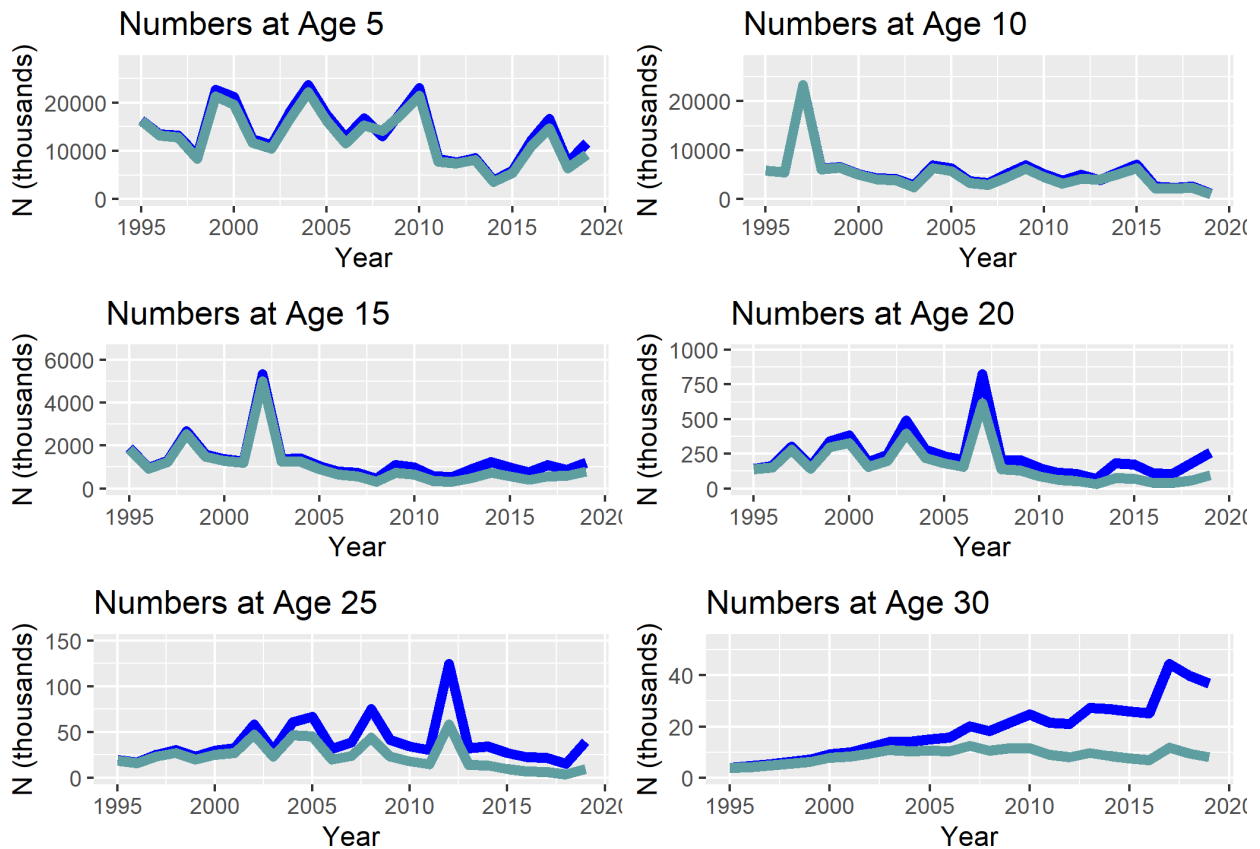 Numbers at Age 5
N (thousands)
20000
10000
0
1995 2000 2005 2010 2015 2020
Year
Numbers at Age 10
N (thousands)
20000
10000
0
1995 2000 2005 2010 2015 2020
Year
Numbers at Age 15
N (thousands)
6000
4000
2000
0
1995 2000 2005 2010 2015 2020
Year
Numbers at Age 20
N (thousands)
1000
750
500
250
0
1995 2000 2005 2010 2015 2020
Year
Numbers at Age 25
N (thousands)
150
100
50
0
1995 2000 2005 2010 2015 2020
Year
Numbers at Age 30
N (thousands)
40
20
0
1995 2000 2005 2010 2015 2020
Year